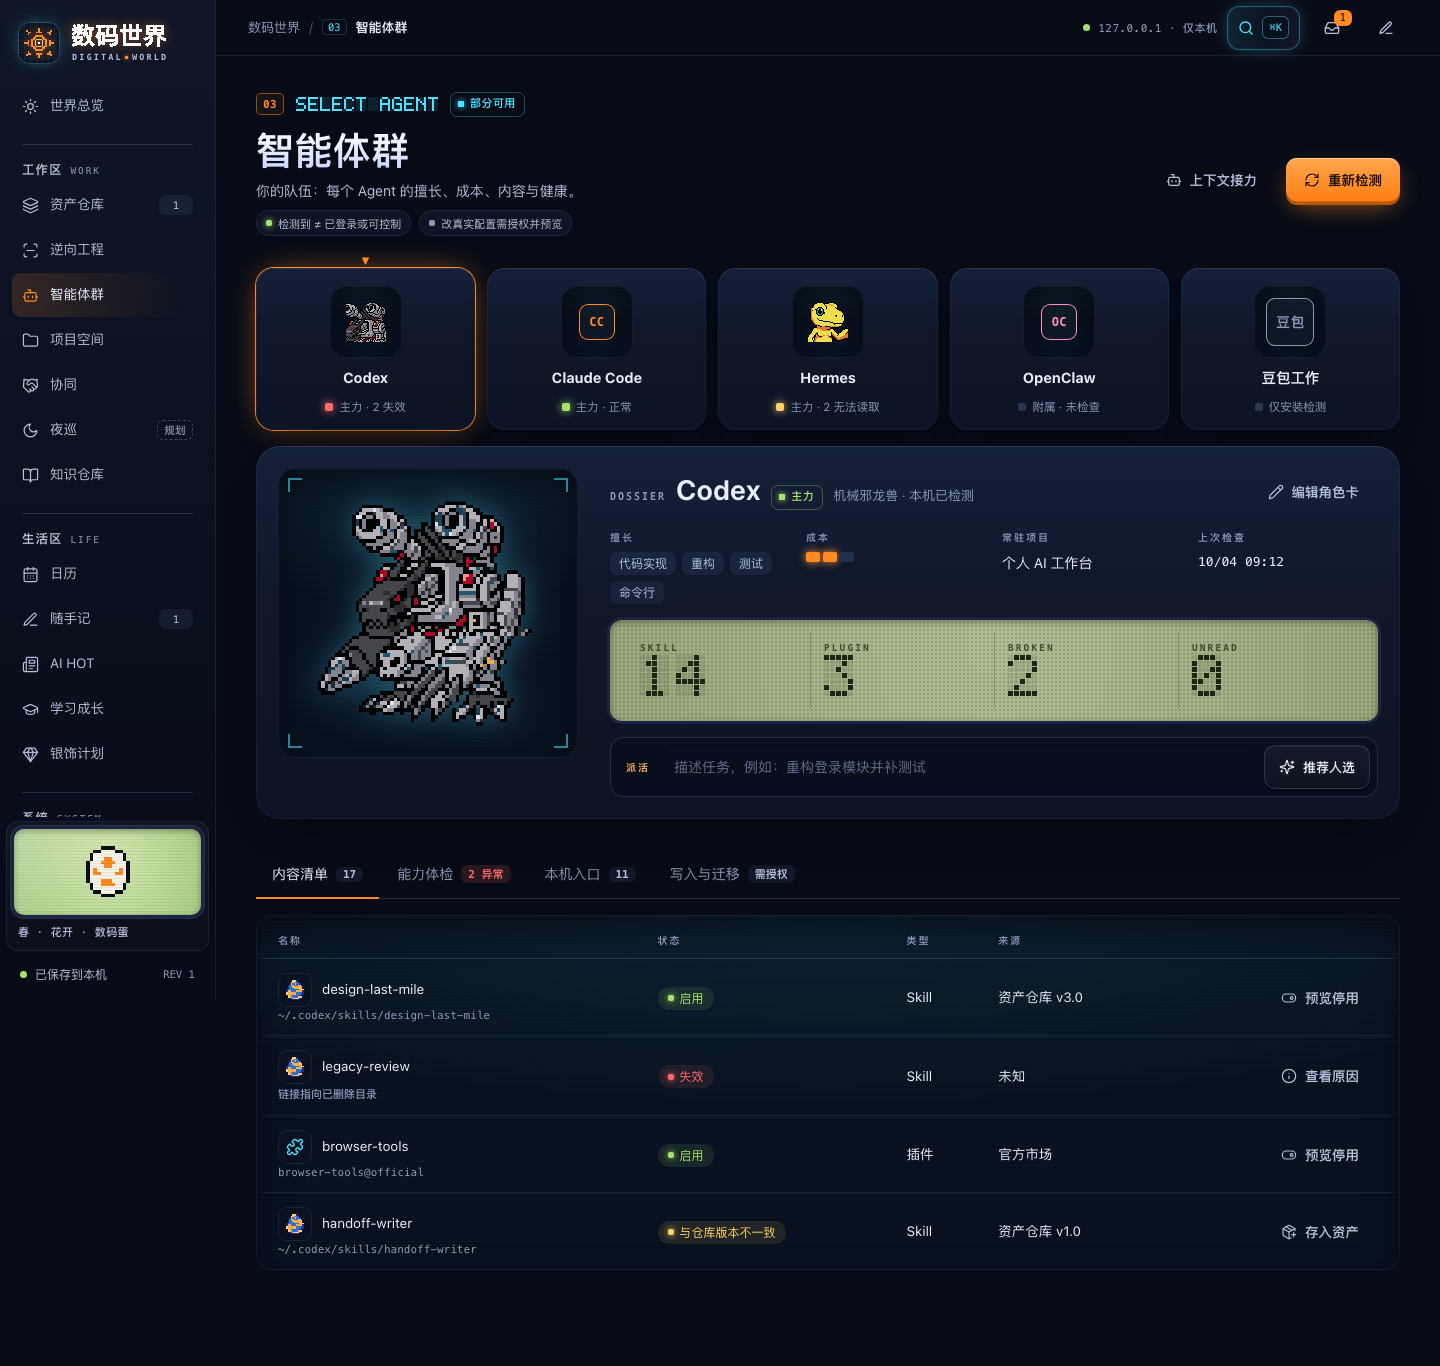 数码世界
DIGITAL WORLD
世界总览
工作区 WORK
资产仓库 1
逆向工程
智能体群
项目空间
协同
夜巡 规划
知识仓库
生活区 LIFE
日历
随手记 1
AI HOT
学习成长
银饰计划
春 · 花开 · 数码蛋
已保存到本机 REV 1
数码世界 / 03 智能体群
127.0.0.1 · 仅本机
⌘K
1
03 SELECT AGENT 部分可用
智能体群
你的队伍：每个 Agent 的擅长、成本、内容与健康。
检测到 ≠ 已登录或可控制
改真实配置需授权并预览
上下文接力
重新检测
Codex
主力 · 2 失效
CC
Claude Code
主力 · 正常
Hermes
主力 · 2 无法读取
OC
OpenClaw
附属 · 未检查
豆包
豆包工作
仅安装检测
DOSSIER Codex 主力 机械邪龙兽 · 本机已检测
编辑角色卡
擅长 成本 常驻项目 上次检查
代码实现 重构 测试
命令行
个人 AI 工作台
10/04 09:12
SKILL PLUGIN BROKEN UNREAD
14 3 2 0
派活 描述任务，例如：重构登录模块并补测试
推荐人选
内容清单 17
能力体检 2 异常
本机入口 11
写入与迁移 需授权
名称 状态 类型 来源
design-last-mile
~/.codex/skills/design-last-mile
启用 Skill 资产仓库 v3.0 预览停用
legacy-review
链接指向已删除目录
失效 Skill 未知 查看原因
browser-tools
browser-tools@official
启用 插件 官方市场 预览停用
handoff-writer
~/.codex/skills/handoff-writer
与仓库版本不一致 Skill 资产仓库 v1.0 存入资产